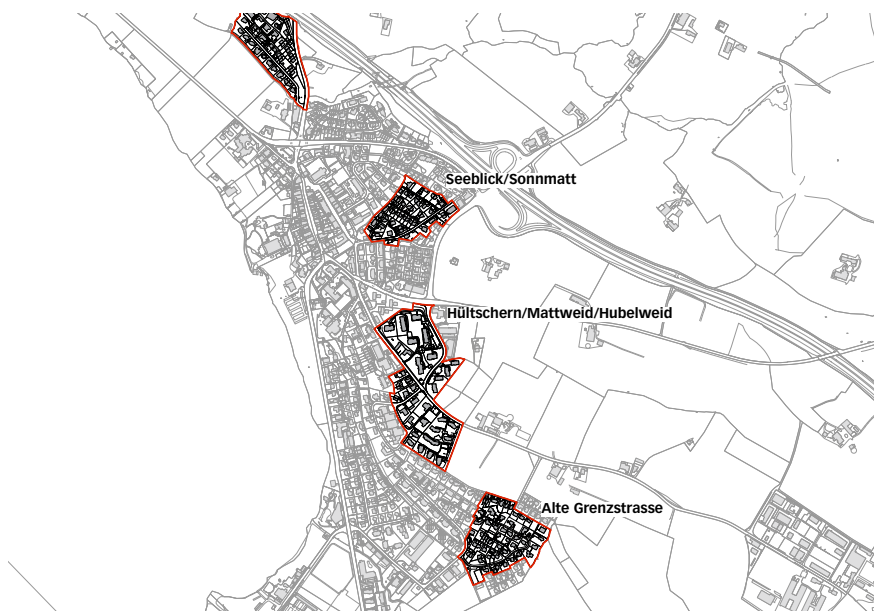 Seeblick/Sonnmatt
Hültschern/Mattweid/Hubelweid
Alte Grenzstrasse